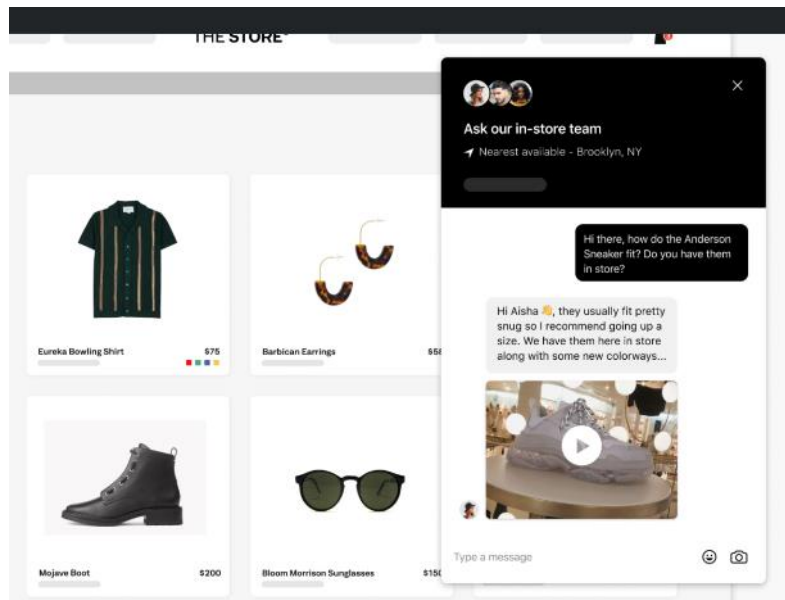 THE STORE
Ask our in-store team
Nearest available - Brooklyn, NY
Hi there, how do the Anderson
Sneaker fit? Do you have them
in store?
Hi Aisha 👋, they usually fit pretty
snug so I recommend going up a
size. We have them here in store
along with some new colorways...
Eureka Bowling Shirt $75
Barbican Earrings
Mojave Boot $200
Bloom Morrison Sunglasses $150
Type a message